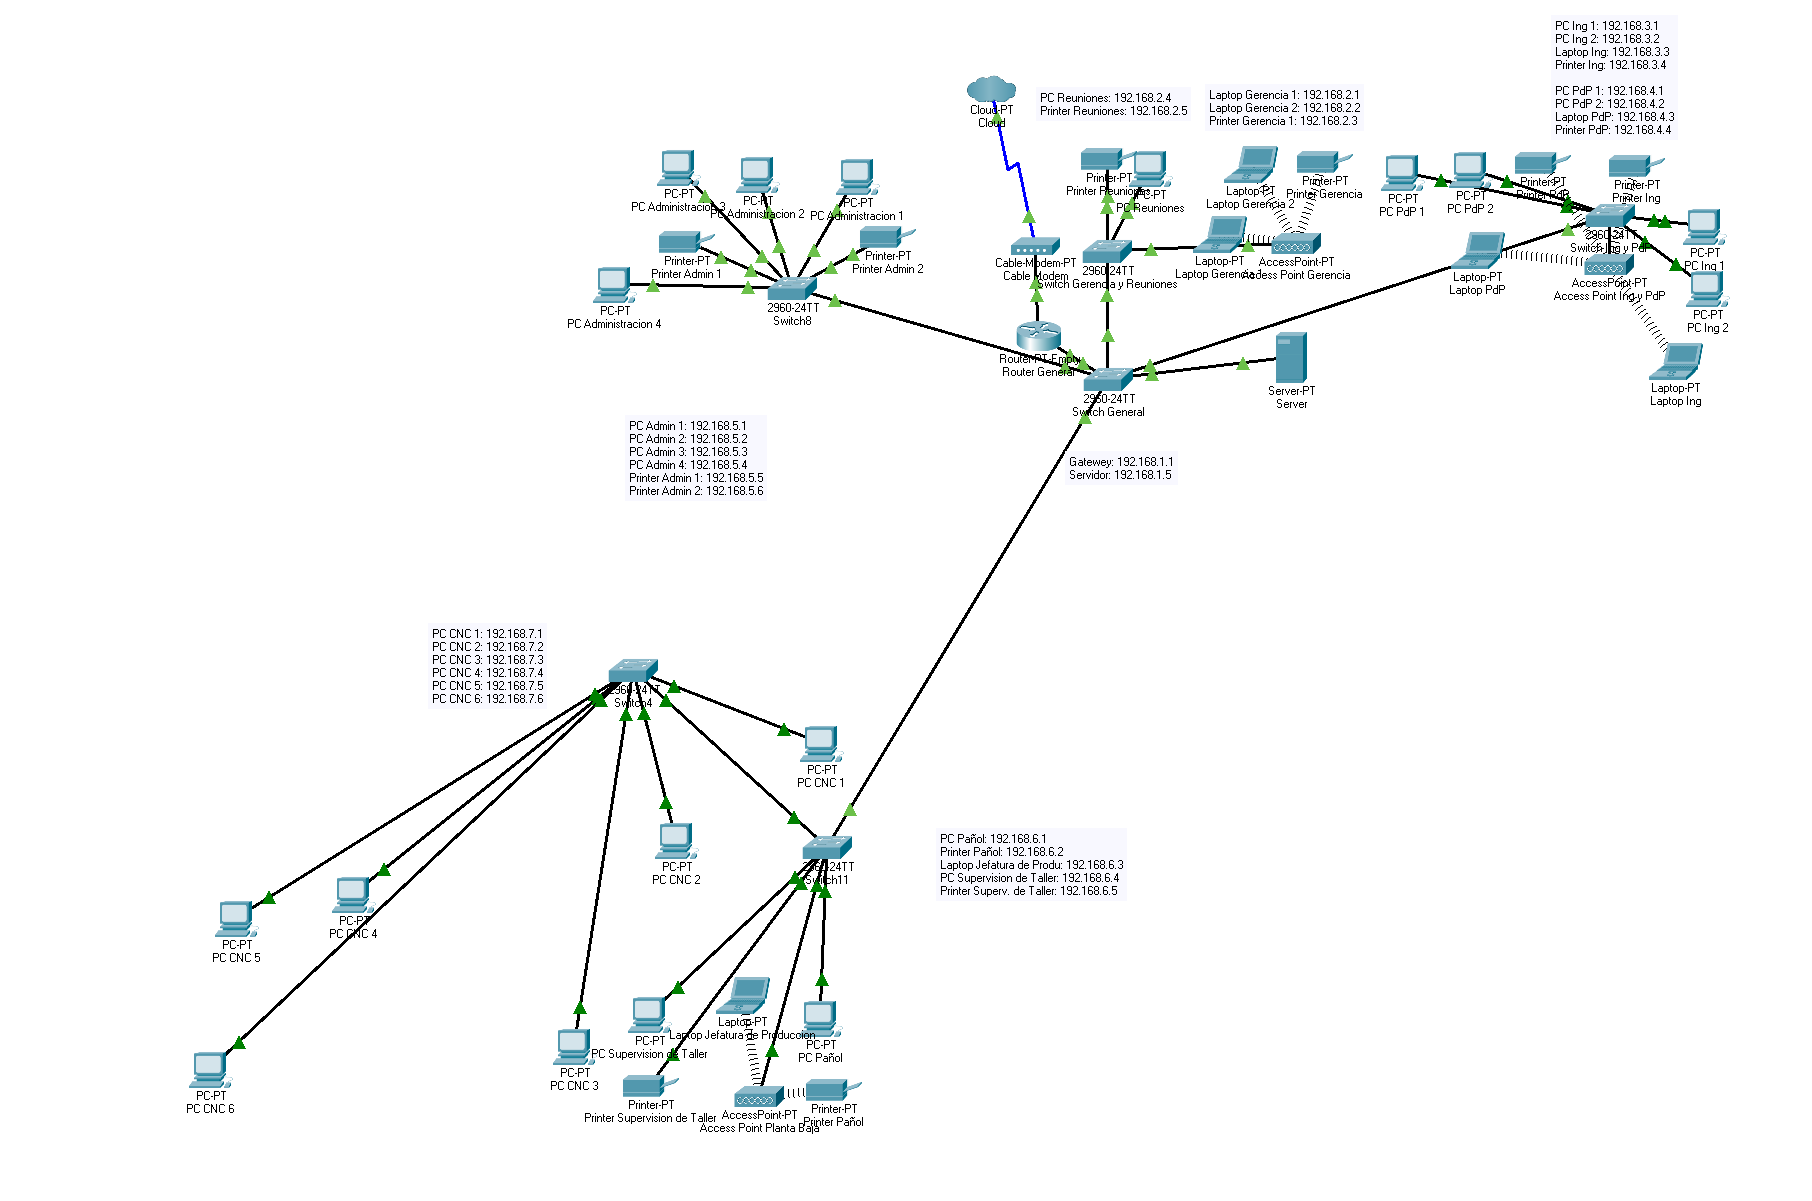 PC Ing 1: 192.168.3.1
PC Ing 2: 192.168.3.2
Laptop Ing: 192.168.3.3
Printer Ing: 192.168.3.4
PC PdP 1: 192.168.4.1
PC PdP 2: 192.168.4.2
Laptop PdP: 192.168.4.3
Printer PdP: 192.168.4.4
Cloud-PT
Cloud
PC Reuniones: 192.168.2.4
Printer Reuniones: 192.168.2.5
Laptop Gerencia 1: 192.168.2.1
Laptop Gerencia 2: 192.168.2.2
Printer Gerencia 1: 192.168.2.3
PC-PT
PC Administracion 3
PC-PT
PC Administracion 2
PC-PT
PC Administracion 1
Printer-PT
Printer Admin 1
Printer-PT
Printer Admin 2
PC-PT
PC Administracion 4
2960-24TT
Switch8
Cable-Modem-PT
Cable Modem
Printer-PT
Printer Reuniones
PC-PT
PC Reuniones
Laptop-PT
Laptop Gerencia 2
Printer-PT
Printer Gerencia
2960-24TT
Switch Gerencia y Reuniones
Laptop-PT
Laptop Gerencia
AccessPoint-PT
Access Point Gerencia
PC-PT
PC PdP 1
PC-PT
PC PdP 2
Printer-PT
Printer PdP
Printer-PT
Printer Ing
2960-24TT
Switch Ing y PdP
PC-PT
PC Ing 1
Laptop-PT
Laptop PdP
AccessPoint-PT
Access Point Ing y PdP
PC-PT
PC Ing 2
Router-PT-Empty
Router General
2960-24TT
Switch General
Server-PT
Server
Laptop-PT
Laptop Ing
PC Admin 1: 192.168.5.1
PC Admin 2: 192.168.5.2
PC Admin 3: 192.168.5.3
PC Admin 4: 192.168.5.4
Printer Admin 1: 192.168.5.5
Printer Admin 2: 192.168.5.6
Gatewey: 192.168.1.1
Servidor: 192.168.1.5
PC CNC 1: 192.168.7.1
PC CNC 2: 192.168.7.2
PC CNC 3: 192.168.7.3
PC CNC 4: 192.168.7.4
PC CNC 5: 192.168.7.5
PC CNC 6: 192.168.7.6
2960-24TT
Switch4
PC-PT
PC CNC 1
PC-PT
PC CNC 2
2960-24TT
Switch11
PC Pañol: 192.168.6.1
Printer Pañol: 192.168.6.2
Laptop Jefatura de Produ: 192.168.6.3
PC Supervision de Taller: 192.168.6.4
Printer Superv. de Taller: 192.168.6.5
PC-PT
PC CNC 4
PC-PT
PC CNC 5
Laptop-PT
Laptop Jefatura de Produccion
PC-PT
PC Supervision de Taller
PC-PT
PC Pañol
PC-PT
PC CNC 3
PC-PT
PC CNC 6
Printer-PT
Printer Supervision de Taller
AccessPoint-PT
Access Point Planta Baja
Printer-PT
Printer Pañol